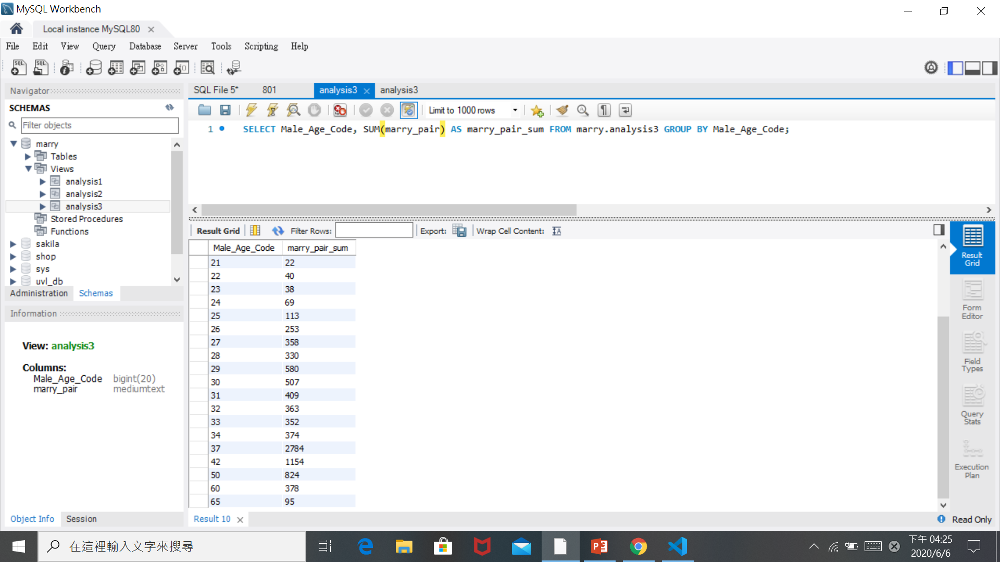 MySQL Workbench
Local instance MySQL80
File Edit View Query Database Server Tools Scripting Help
SQL SQL
Navigator
SCHEMAS
Filter objects
marry
Tables
Views
analysis1
analysis2
analysis3
Stored Procedures
Functions
sakila
shop
sys
uvl_db
Administration Schemas
Information
View: analysis3
Columns:
Male_Age_Code bigint(20)
marry_pair mediumtext
Object Info Session
SQL File 5* 801 analysis3 analysis3
Limit to 1000 rows
1 SELECT Male_Age_Code, SUM(marry_pair) AS marry_pair_sum FROM marry.analysis3 GROUP BY Male_Age_Code;
Result Grid Filter Rows: Export: Wrap Cell Content:
Male_Age_Code marry_pair_sum
21 22
22 40
23 38
24 69
25 113
26 253
27 358
28 330
29 580
30 507
31 409
32 363
33 352
34 374
37 2784
42 1154
50 824
60 378
65 95
Result Grid
Form Editor
Field Types
Query Stats
Execution Plan
Result 10
Read Only
在這裡輸入文字來搜尋
下午 04:25
2020/6/6